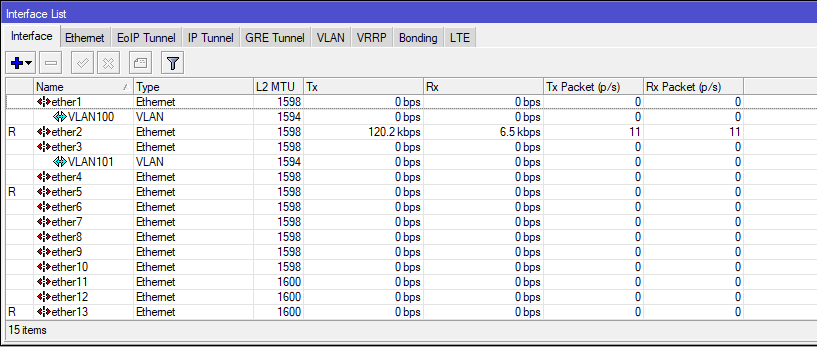 Interface List
Interface Ethernet EoIP Tunnel IP Tunnel GRE Tunnel VLAN VRRP Bonding LTE
Name Type L2 MTU Tx Rx Tx Packet (p/s) Rx Packet (p/s)
ether1 Ethernet 1598 0 bps 0 bps 0 0
VLAN100 VLAN 1594 0 bps 0 bps 0 0
R ether2 Ethernet 1598 120.2 kbps 6.5 kbps 11 11
ether3 Ethernet 1598 0 bps 0 bps 0 0
VLAN101 VLAN 1594 0 bps 0 bps 0 0
ether4 Ethernet 1598 0 bps 0 bps 0 0
R ether5 Ethernet 1598 0 bps 0 bps 0 0
ether6 Ethernet 1598 0 bps 0 bps 0 0
ether7 Ethernet 1598 0 bps 0 bps 0 0
ether8 Ethernet 1598 0 bps 0 bps 0 0
ether9 Ethernet 1598 0 bps 0 bps 0 0
ether10 Ethernet 1598 0 bps 0 bps 0 0
ether11 Ethernet 1600 0 bps 0 bps 0 0
ether12 Ethernet 1600 0 bps 0 bps 0 0
R ether13 Ethernet 1600 0 bps 0 bps 0 0
15 items